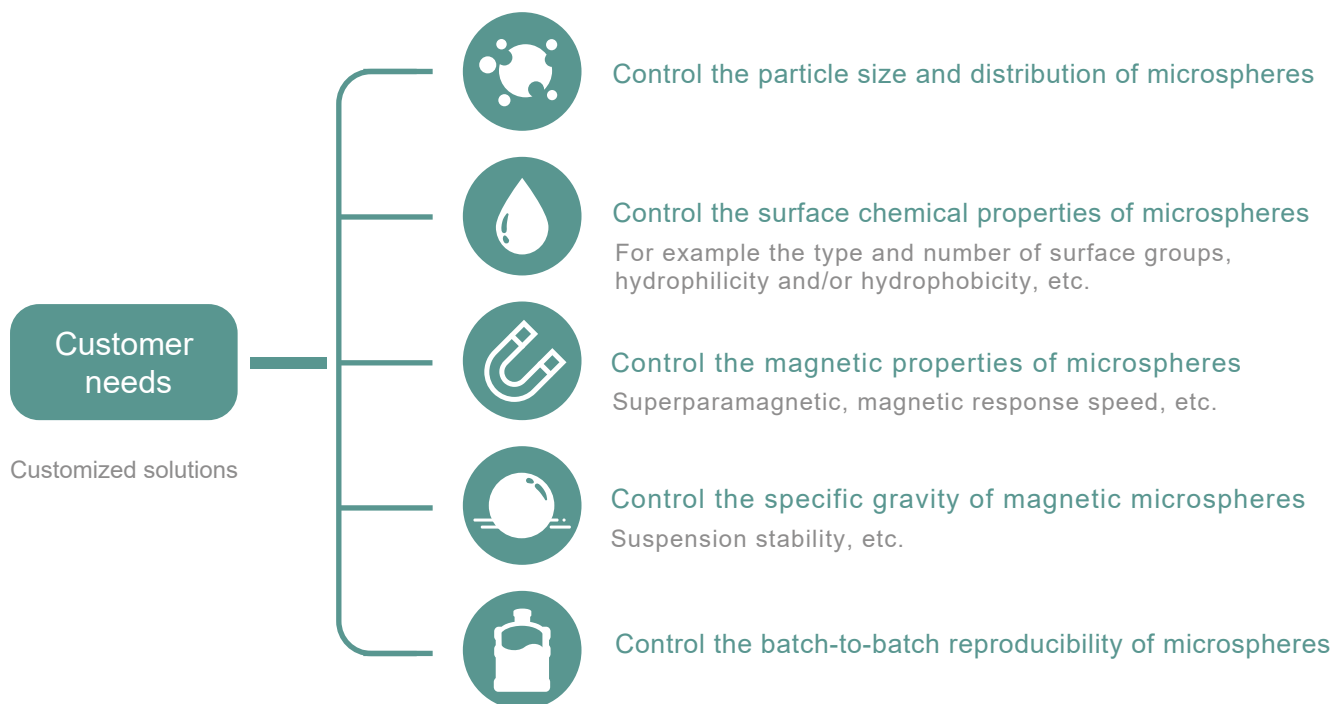 Control the particle size and distribution of microspheres
Control the surface chemical properties of microspheres
For example the type and number of surface groups,
hydrophilicity and/or hydrophobicity, etc.
Customer
needs
Customized solutions
Control the magnetic properties of microspheres
Superparamagnetic, magnetic response speed, etc.
Control the specific gravity of magnetic microspheres
Suspension stability, etc.
Control the batch-to-batch reproducibility of microspheres